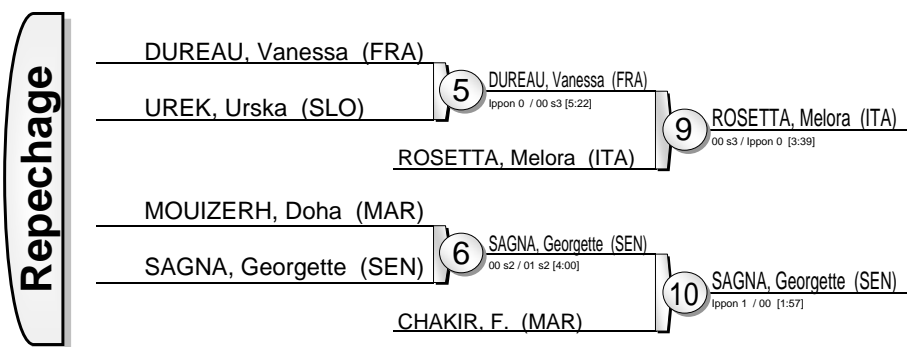 Repechage
DUREAU, Vanessa (FRA)
UREK, Urska (SLO)
5
DUREAU, Vanessa (FRA)
Ippon 0 / 00 s3 [5:22]
ROSETTA, Melora (ITA)
9
ROSETTA, Melora (ITA)
00 s3 / Ippon 0 [3:39]
MOUIZERH, Doha (MAR)
SAGNA, Georgette (SEN)
6
SAGNA, Georgette (SEN)
00 s2 / 01 s2 [4:00]
CHAKIR, F. (MAR)
10
SAGNA, Georgette (SEN)
Ippon 1 / 00 [1:57]